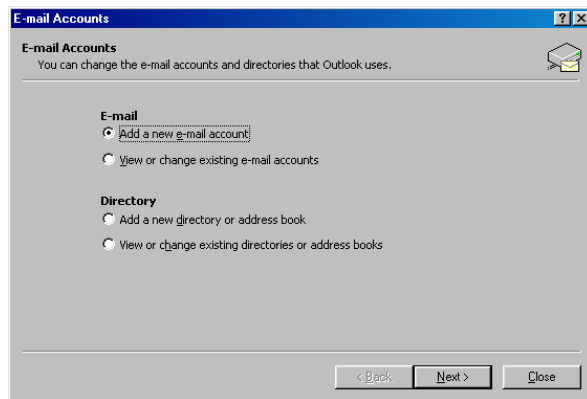 E-mail Accounts
E-mail Accounts
You can change the e-mail accounts and directories that Outlook uses.
E-mail
Add a new e-mail account
View or change existing e-mail accounts
Directory
Add a new directory or address book
View or change existing directories or address books
< Back Next > Close